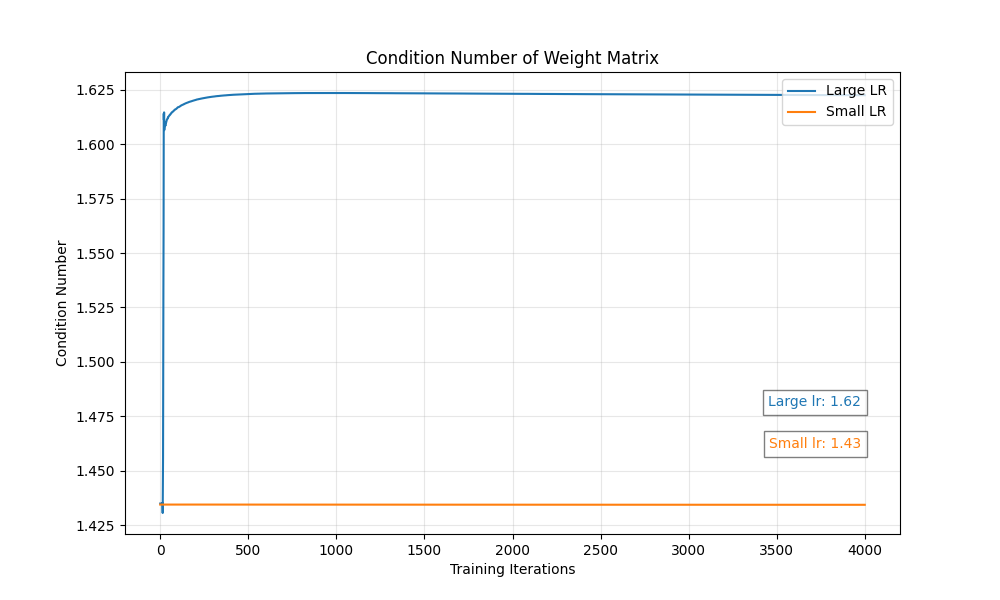 Condition Number of Weight Matrix
Condition Number
1.625
1.600
1.575
1.550
1.525
1.500
1.475
1.450
1.425
Large LR
Small LR
Large lr: 1.62
Small lr: 1.43
0
500
1000
1500
2000
2500
3000
3500
4000
Training Iterations